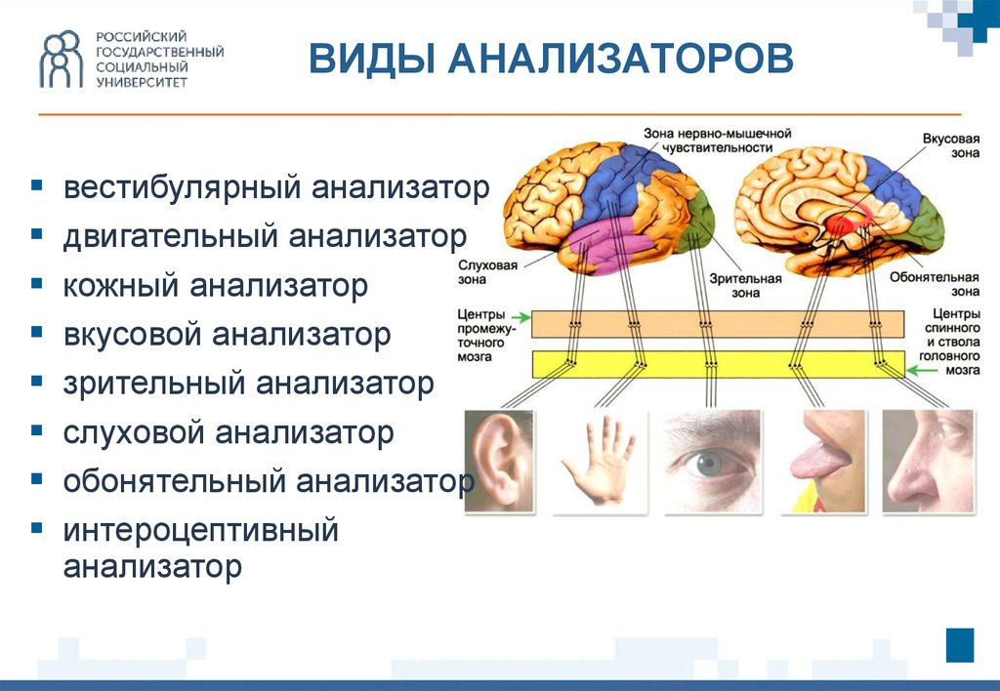 РОССИЙСКИЙ
ГОСУДАРСТВЕННЫЙ
СОЦИАЛЬНЫЙ
УНИВЕРСИТЕТ
ВИДЫ АНАЛИЗАТОРОВ
вестибулярный анализатор
двигательный анализатор
кожный анализатор
вкусовой анализатор
зрительный анализатор
слуховой анализатор
обонятельный анализатор
интероцептивный
анализатор
Зона нервно-мышечной
чувствительности
Вкусовая
зона
Слуховая
зона
Зрительная
зона
Обонятельная
зона
Центры
промежу-
точного
мозга
Центры
спинного
и ствола
головного
мозга